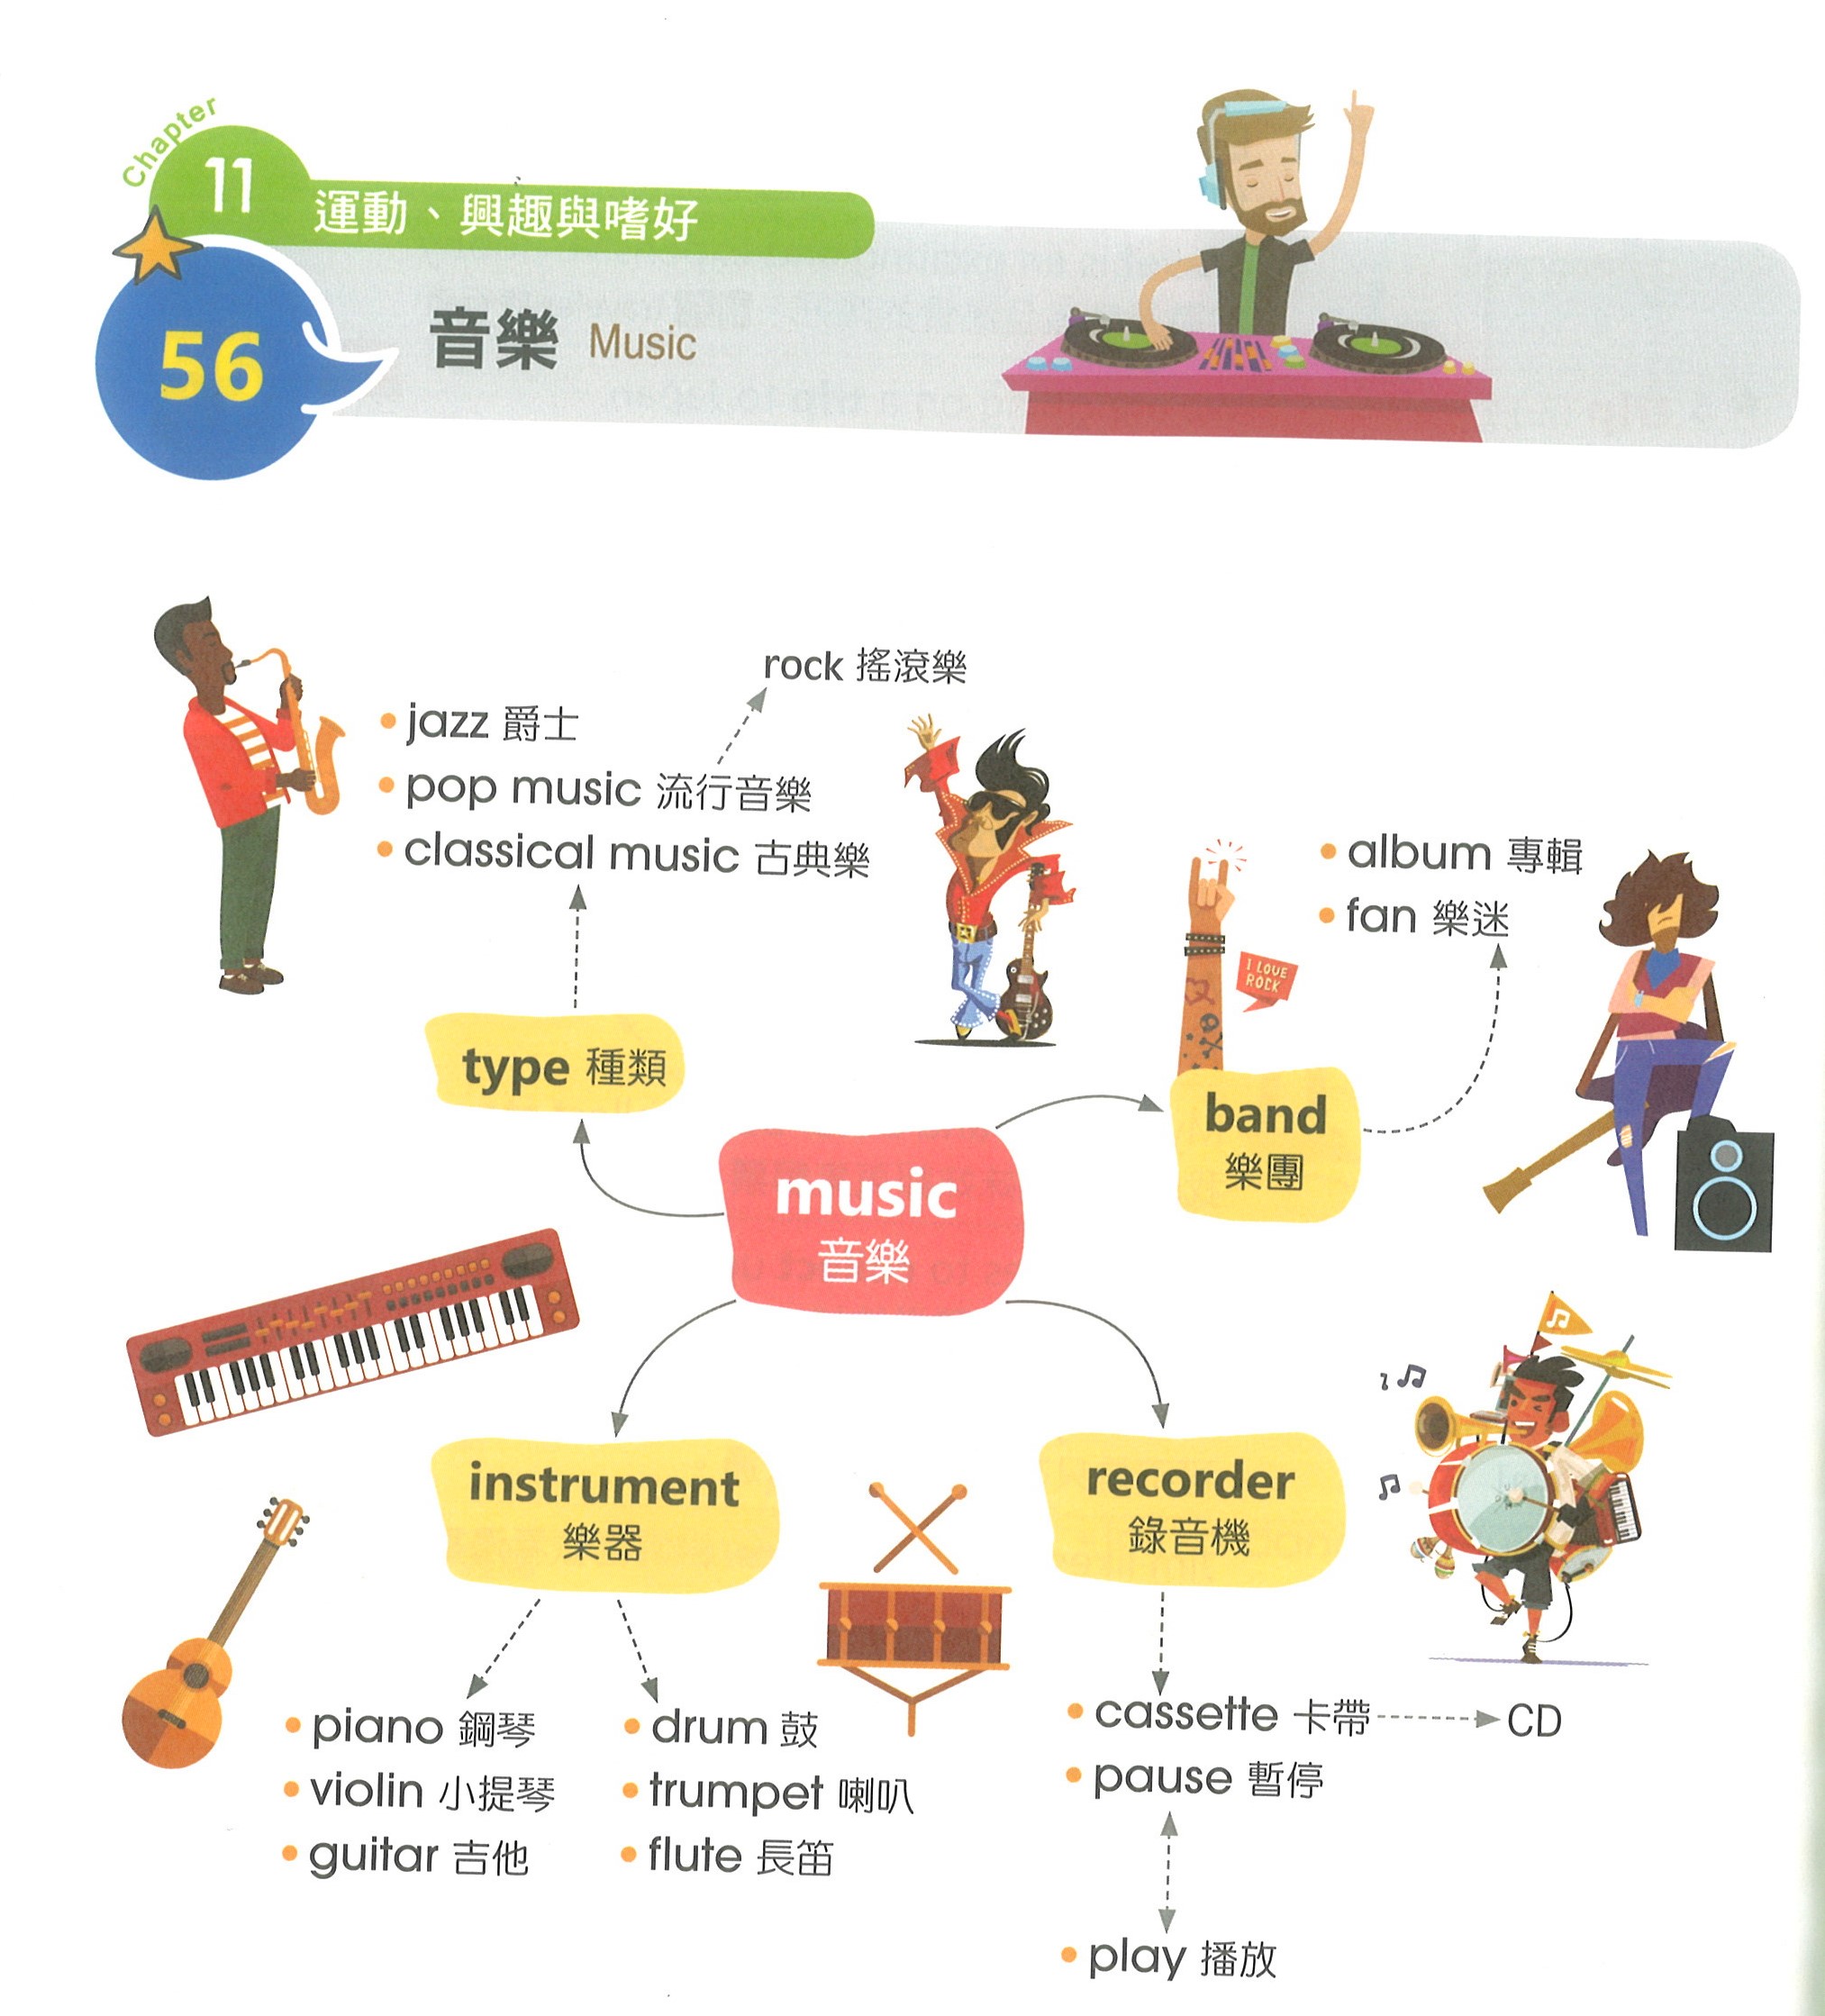 Chapter
11
運動、興趣與嗜好
56
音樂 Music
rock 搖滾樂
jazz 爵士
pop music 流行音樂
classical music 古典樂
type 種類
album 專輯
fan 樂迷
I LOVE
ROCK
band
樂團
music
音樂
instrument
樂器
piano 鋼琴
violin 小提琴
guitar 吉他
drum 鼓
trumpet 喇叭
flute 長笛
recorder
錄音機
cassette 卡帶
CD
pause 暫停
play 播放